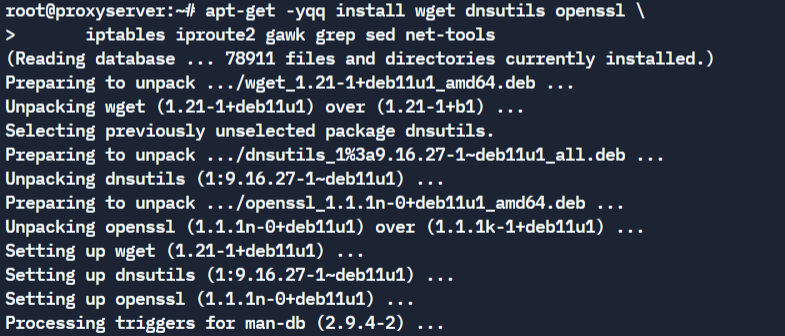 root@proxyserver:~# apt-get -yqq install wget dnsutils openssl \
>       iptables iproute2 gawk grep sed net-tools
(Reading database ... 78911 files and directories currently installed.)
Preparing to unpack .../wget_1.21-1+deb11u1_amd64.deb ...
Unpacking wget (1.21-1+deb11u1) over (1.21-1+b1) ...
Selecting previously unselected package dnsutils.
Preparing to unpack .../dnsutils_1%3a9.16.27-1~deb11u1_all.deb ...
Unpacking dnsutils (1:9.16.27-1~deb11u1) ...
Preparing to unpack .../openssl_1.1.1n-0+deb11u1_amd64.deb ...
Unpacking openssl (1.1.1n-0+deb11u1) over (1.1.1k-1+deb11u1) ...
Setting up wget (1.21-1+deb11u1) ...
Setting up dnsutils (1:9.16.27-1~deb11u1) ...
Setting up openssl (1.1.1n-0+deb11u1) ...
Processing triggers for man-db (2.9.4-2) ...